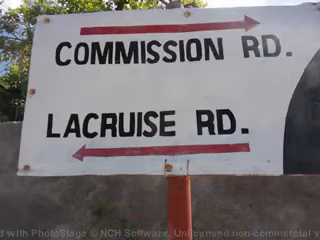 COMMISSION RD.
LACRUISE RD.
d with PhotoStage © NCH Software. Unlicensed non-commercial v